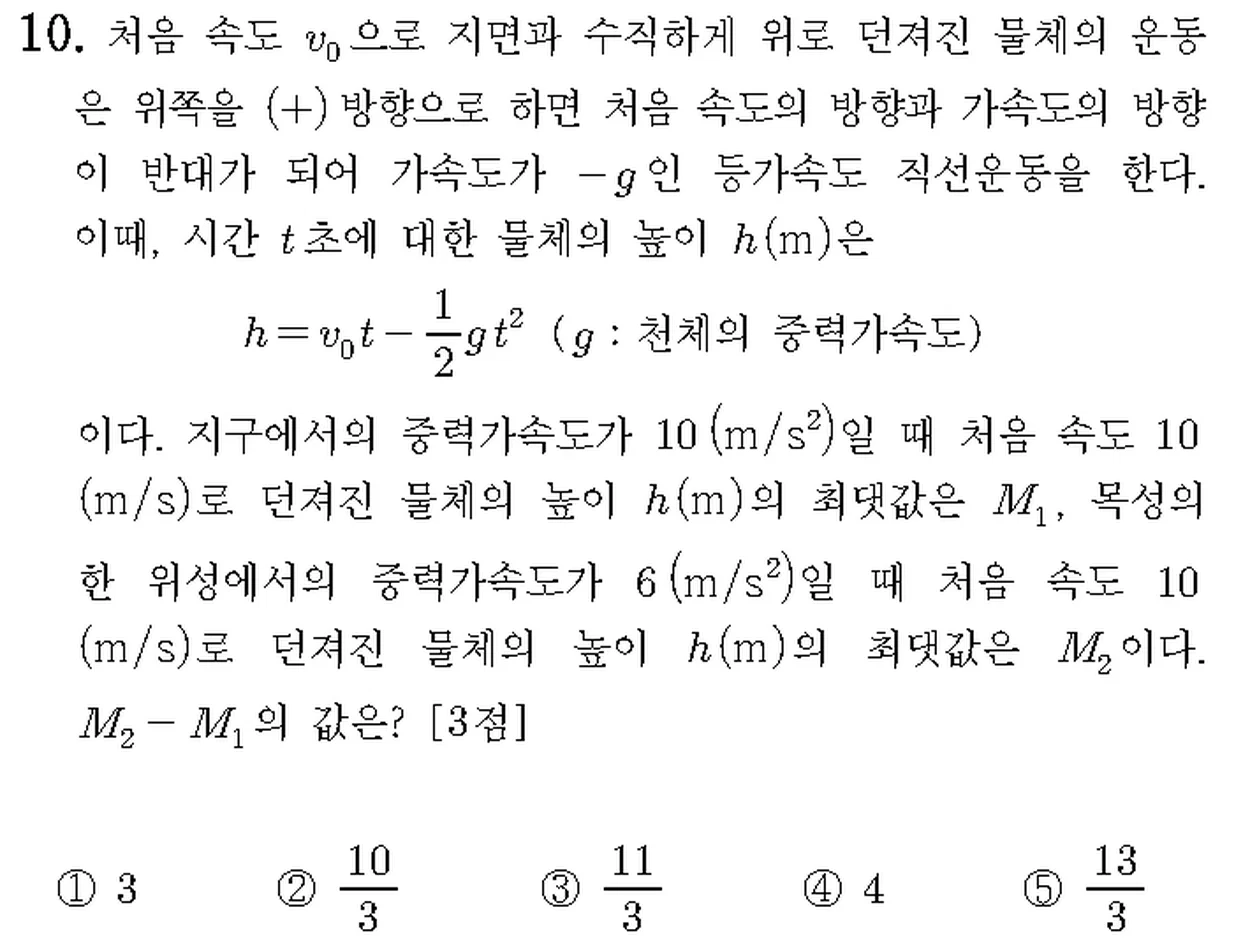 10. 처음 속도 v₀으로 지면과 수직하게 위로 던져진 물체의 운동
은 위쪽을 (+) 방향으로 하면 처음 속도의 방향과 가속도의 방향
이 반대가 되어 가속도가 −g인 등가속도 직선운동을 한다.
이때, 시간 t초에 대한 물체의 높이 h(m)은
h = v₀t − 1/2 gt² (g : 천체의 중력가속도)
이다. 지구에서의 중력가속도가 10 (m/s²)일 때 처음 속도 10
(m/s)로 던져진 물체의 높이 h(m)의 최댓값은 M₁, 목성의
한 위성에서의 중력가속도가 6 (m/s²)일 때 처음 속도 10
(m/s)로 던져진 물체의 높이 h(m)의 최댓값은 M₂이다.
M₂ − M₁의 값은? [3점]
① 3 ② 10/3 ③ 11/3 ④ 4 ⑤ 13/3